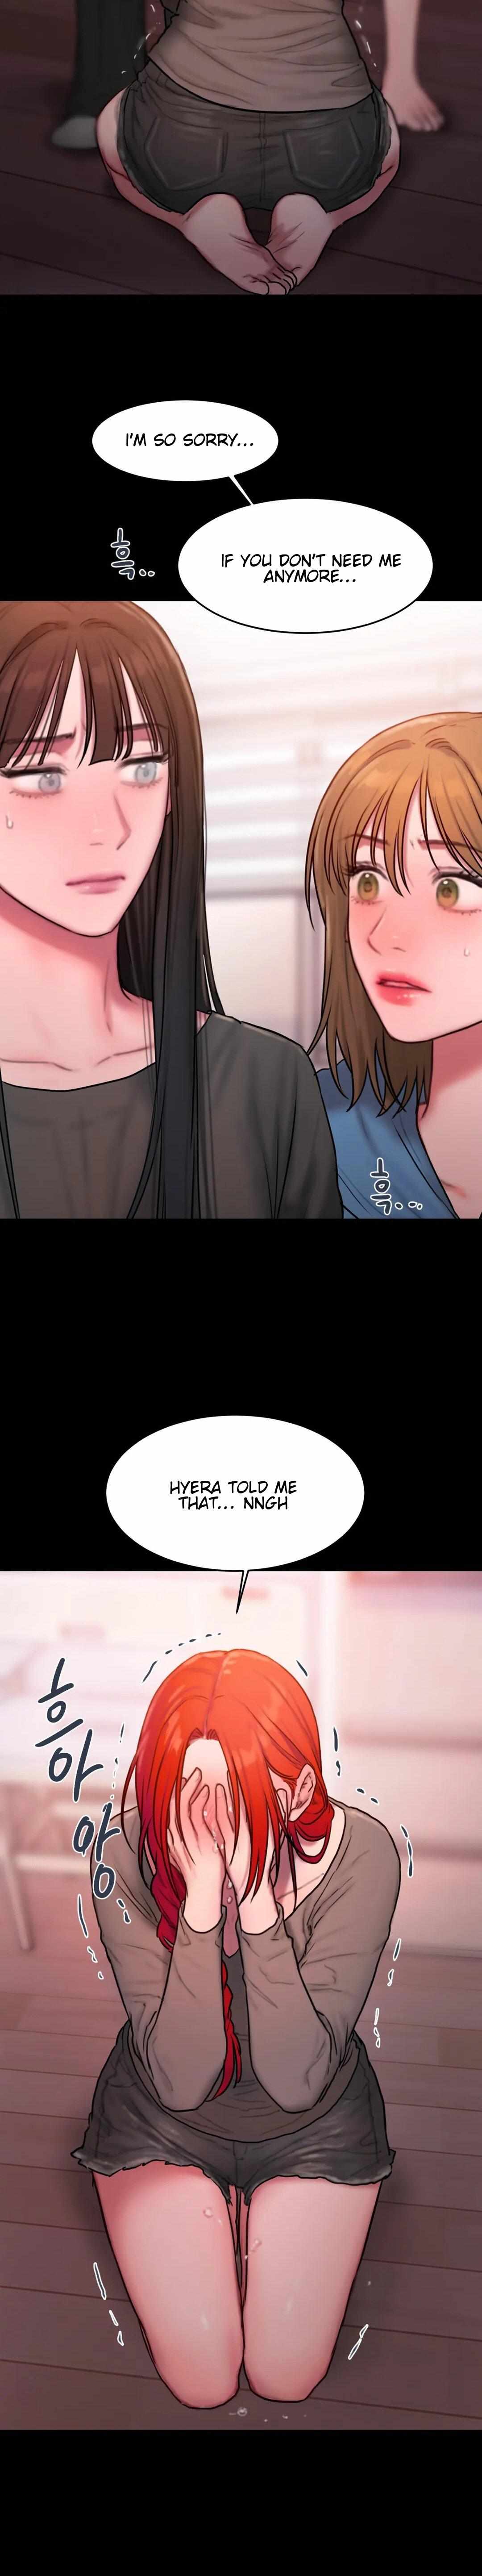 I'M SO SORRY...
IF YOU DON'T NEED ME
ANYMORE...
흑..
흑...
HYERA TOLD ME
THAT... NNGH
흐아앙